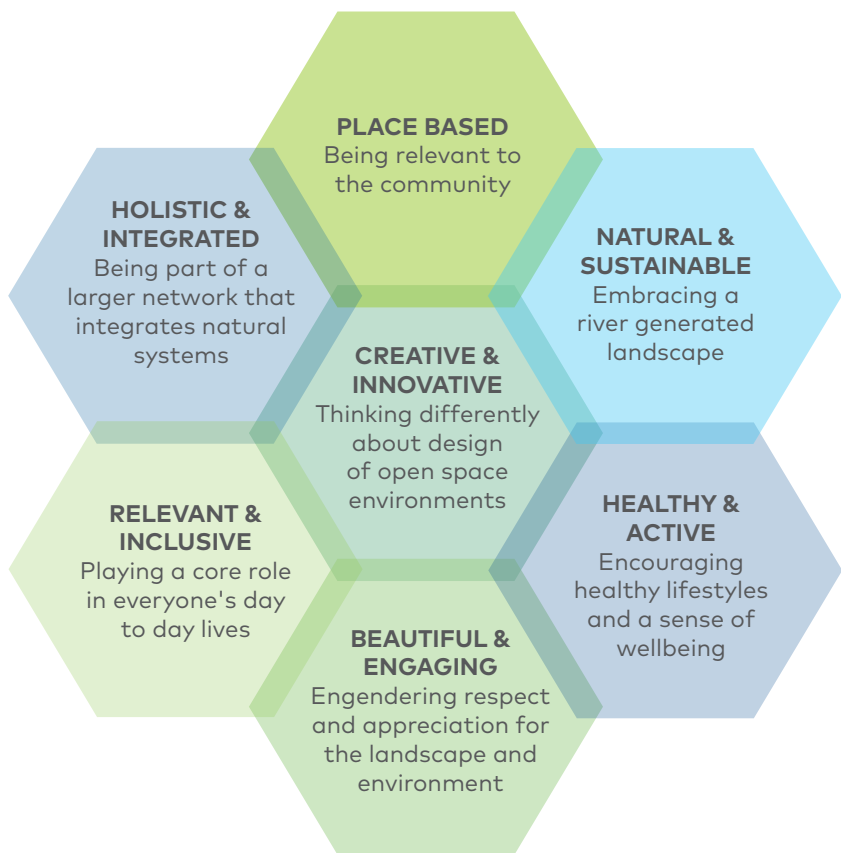 PLACE BASED
Being relevant to
the community
HOLISTIC &
INTEGRATED
Being part of a
larger network that
integrates natural
systems
NATURAL &
SUSTAINABLE
Embracing a
river generated
landscape
CREATIVE &
INNOVATIVE
Thinking differently
about design
of open space
environments
RELEVANT &
INCLUSIVE
Playing a core role
in everyone's day
to day lives
HEALTHY &
ACTIVE
Encouraging
healthy lifestyles
and a sense of
wellbeing
BEAUTIFUL &
ENGAGING
Engendering respect
and appreciation for
the landscape and
environment